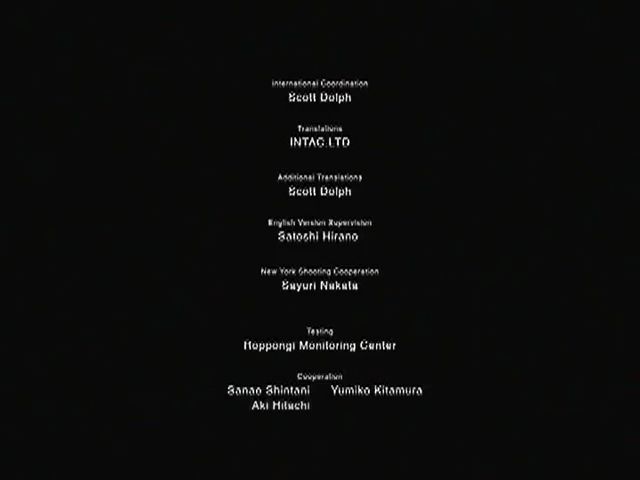 International Coordination
Scott Dolph
Translations
INTAC.LTD
Additional Translations
Scott Dolph
English Version Supervision
Satoshi Hirano
New York Shooting Cooperation
Sayuri Nakata
Testing
Roppongi Monitoring Center
Cooperation
Sanae Shintani Yumiko Kitamura
Aki Hitachi